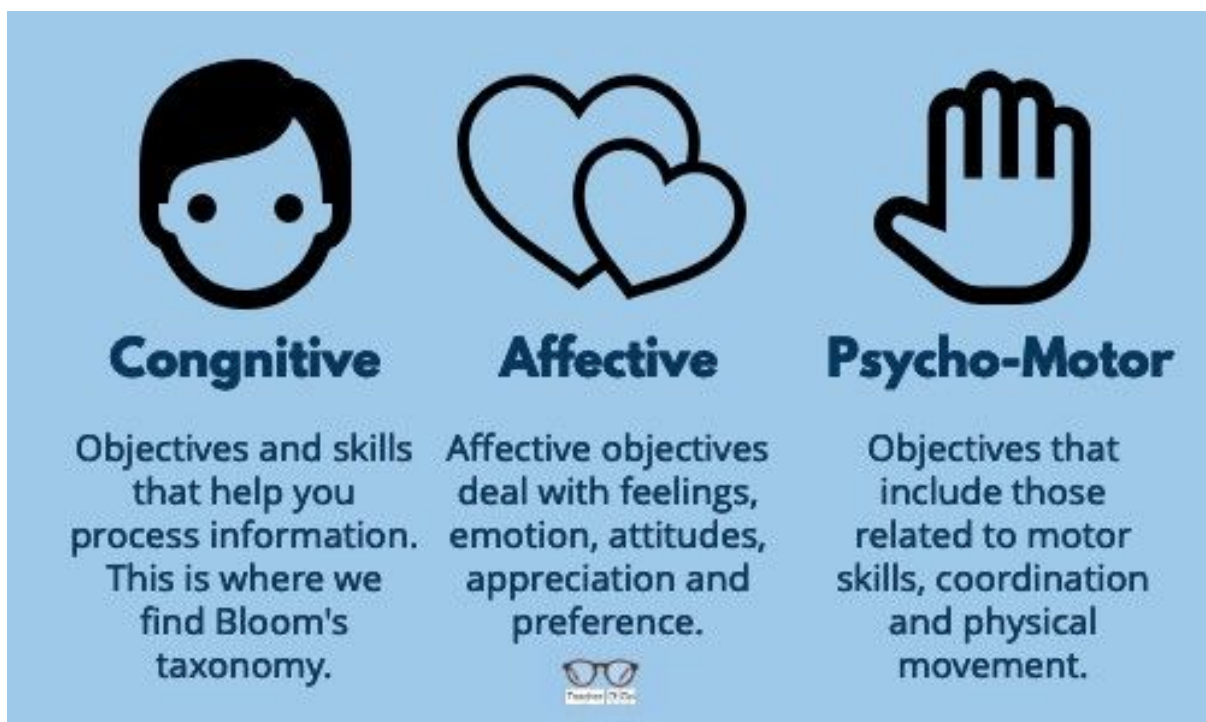 Congnitive
Objectives and skills
that help you
process information.
This is where we
find Bloom's
taxonomy.
Affective
Affective objectives
deal with feelings,
emotion, attitudes,
appreciation and
preference.
Psycho-Motor
Objectives that
include those
related to motor
skills, coordination
and physical
movement.